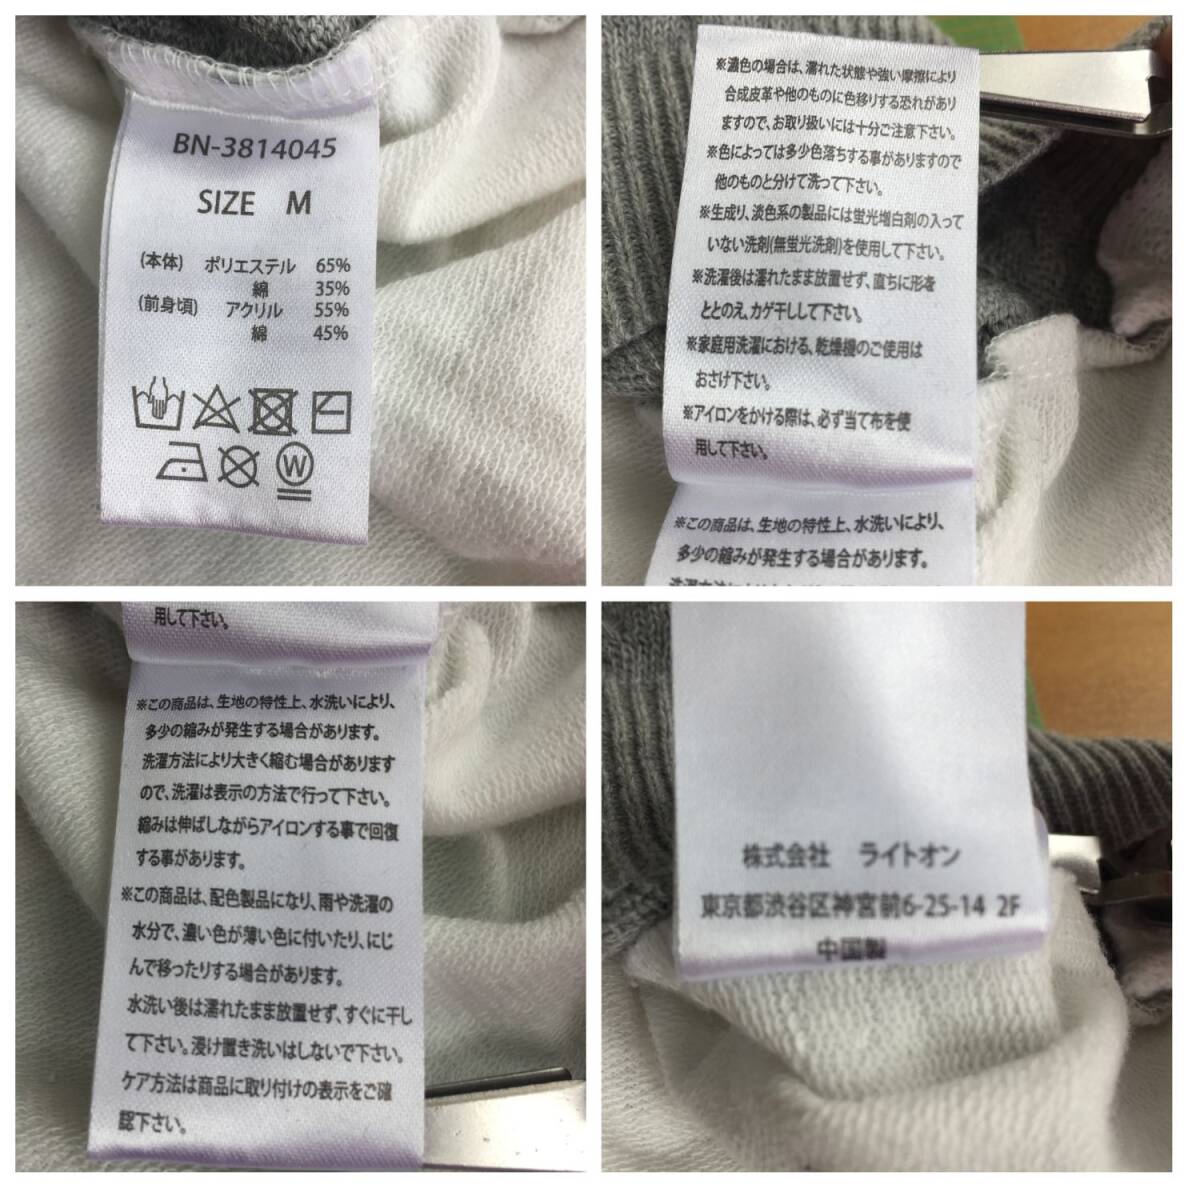 BN-3814045
SIZE M
(本体) ポリエステル 65%
綿 35%
(前身頃) アクリル 55%
綿 45%
W
※濃色の場合は、濡れた状態や強い摩擦により
合成皮革や他のものに色移りする恐れがあり
ますので、お取り扱いには十分ご注意下さい。
※色によっては多少色落ちする事がありますので
他のものと分けて洗って下さい。
※生成り、淡色系の製品には蛍光増白剤の入って
いない洗剤(無蛍光洗剤)を使用して下さい。
※洗濯後は濡れたまま放置せず、直ちに形を
ととのえ、カゲ干しして下さい。
※家庭用洗濯における、乾燥機のご使用は
おさけ下さい。
※アイロンをかける際は、必ず当て布を使
用して下さい。
※この商品は、生地の特性上、水洗いにより、
多少の縮みが発生する場合があります。
用して下さい。
※この商品は、生地の特性上、水洗いにより、
多少の縮みが発生する場合があります。
洗濯方法により大きく縮む場合があります
ので、洗濯は表示の方法で行って下さい。
縮みは伸ばしながらアイロンする事で回復
する事があります。
※この商品は、配色製品になり、雨や洗濯の
水分で、濃い色が薄い色に付いたり、にじ
んで移ったりする場合があります。
水洗い後は濡れたまま放置せず、すぐに干し
て下さい。浸け置き洗いはしないで下さい。
ケア方法は商品に取り付けの表示をご確
認下さい。
株式会社 ライトオン
東京都渋谷区神宮前6-25-14 2F
中国製